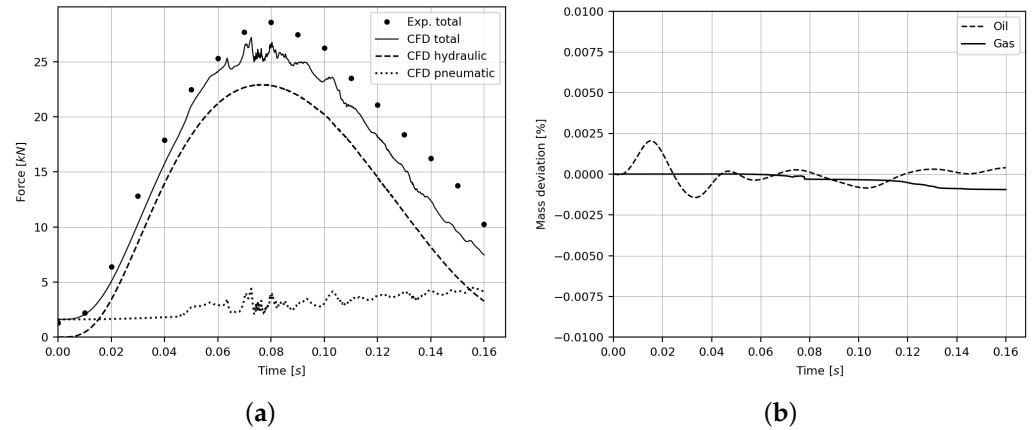 Exp. total
CFD total
CFD hydraulic
CFD pneumatic
25
20
15
10
5
0
Force [kN]
0.00 0.02 0.04 0.06 0.08 0.10 0.12 0.14 0.16
Time [s]
(a)
Oil
Gas
0.0100
0.0075
0.0050
0.0025
0.0000
−0.0025
−0.0050
−0.0075
−0.0100
Mass deviation [%]
0.00 0.02 0.04 0.06 0.08 0.10 0.12 0.14 0.16
Time [s]
(b)